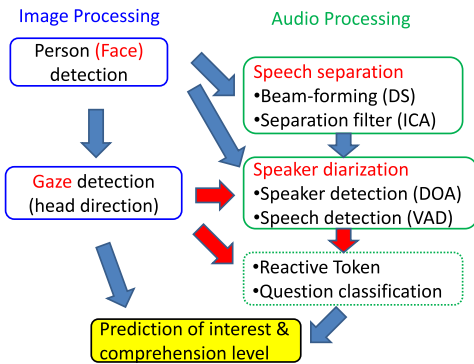 Image Processing
Audio Processing
Person (Face)
detection
Speech separation
•Beam-forming (DS)
•Separation filter (ICA)
Gaze detection
(head direction)
Speaker diarization
•Speaker detection (DOA)
•Speech detection (VAD)
•Reactive Token
•Question classification
Prediction of interest &
comprehension level